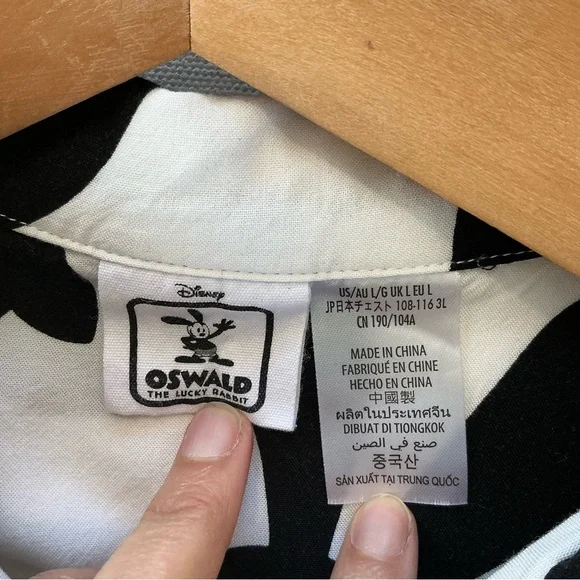 Disney
OSWALD
THE LUCKY RABBIT
US/AU L/G UK L EU L
JP日本チェスト 108-116 3L
CN 190/104A
MADE IN CHINA
FABRIQUÉ EN CHINE
HECHO EN CHINA
中國製
ผลิตในประเทศจีน
DIBUAT DI TIONGKOK
صنع في الصين
중국산
SẢN XUẤT TẠI TRUNG QUỐC